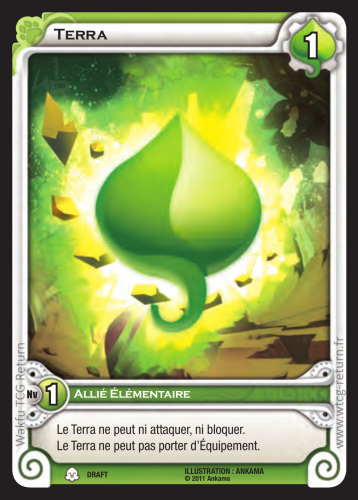 TERRA
1
Nv 1 ALLIÉ ÉLÉMENTAIRE
Le Terra ne peut ni attaquer, ni bloquer.
Le Terra ne peut pas porter d'Équipement.
DRAFT
ILLUSTRATION : ANKAMA
© 2011 Ankama
Wakfu TCG Return
www.wtcg-return.fr